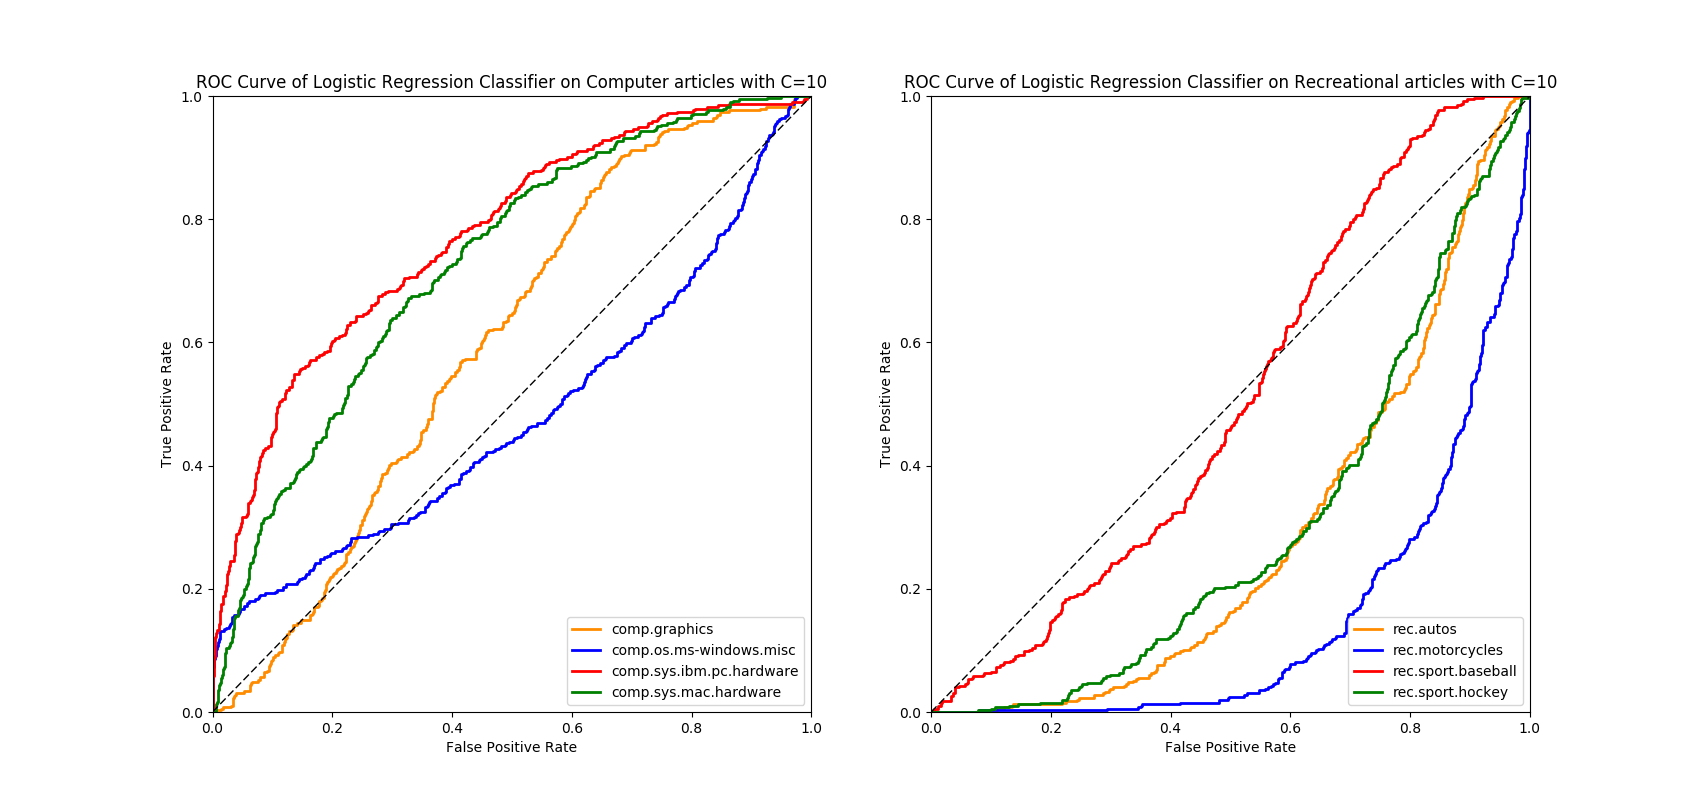 ROC Curve of Logistic Regression Classifier on Computer articles with C=10
1.0
0.8
0.6
0.4
0.2
0.0
True Positive Rate
0.0 0.2 0.4 0.6 0.8 1.0
False Positive Rate
comp.graphics
comp.os.ms-windows.misc
comp.sys.ibm.pc.hardware
comp.sys.mac.hardware
ROC Curve of Logistic Regression Classifier on Recreational articles with C=10
1.0
0.8
0.6
0.4
0.2
0.0
True Positive Rate
0.0 0.2 0.4 0.6 0.8 1.0
False Positive Rate
rec.autos
rec.motorcycles
rec.sport.baseball
rec.sport.hockey